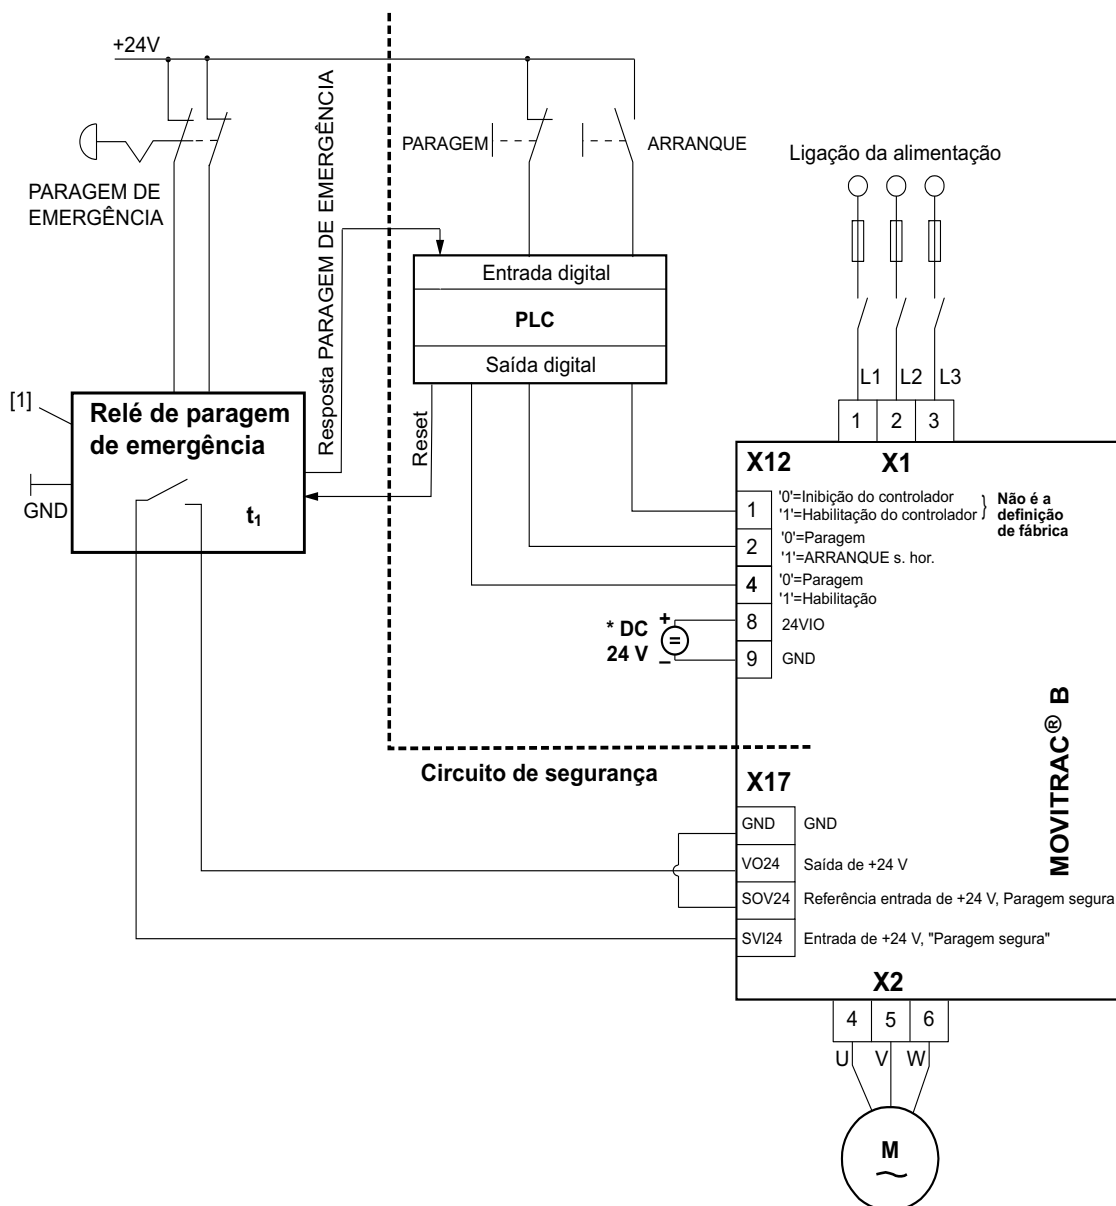 +24V
PARAGEM DE
EMERGÊNCIA
Resposta PARAGEM DE EMERGÊNCIA
PARAGEM
ARRANQUE
Ligação da alimentação
Entrada digital
PLC
Saída digital
Reset
[1]
Relé de paragem
de emergência
t1
GND
L1
L2
L3
1
2
3
X12
X1
1
'0'=Inibição do controlador
'1'=Habilitação do controlador
}
Não é a
definição
de fábrica
2
'0'=Paragem
'1'=ARRANQUE s. hor.
4
'0'=Paragem
'1'=Habilitação
* DC
24 V
+
=
–
8
24VIO
9
GND
MOVITRAC® B
Circuito de segurança
X17
GND
GND
VO24
Saída de +24 V
SOV24
Referência entrada de +24 V, Paragem segura
SVI24
Entrada de +24 V, "Paragem segura"
X2
4
5
6
U
V
W
M
~